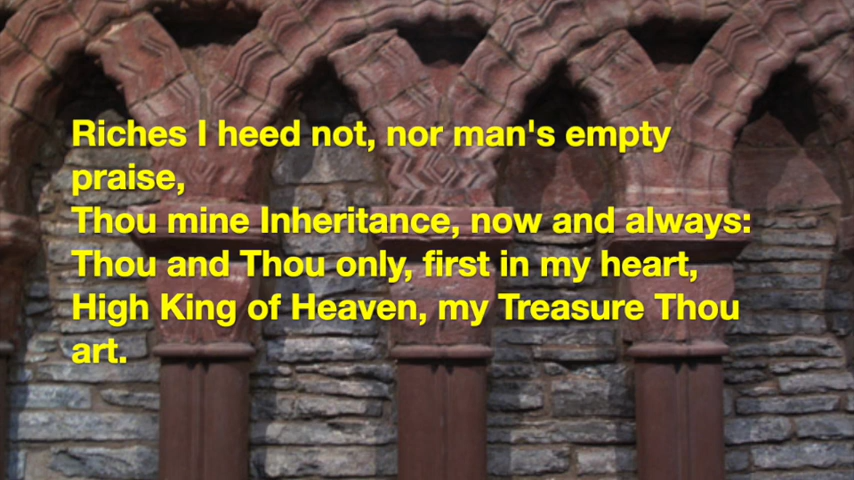 Riches I heed not, nor man's empty
praise,
Thou mine Inheritance, now and always:
Thou and Thou only, first in my heart,
High King of Heaven, my Treasure Thou
art.